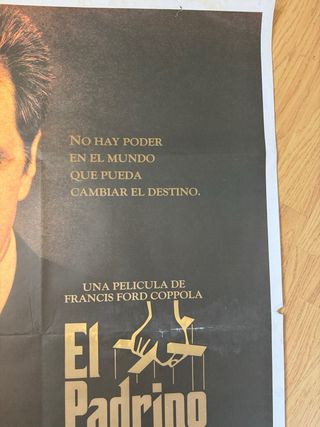 NO HAY PODER
EN EL MUNDO
QUE PUEDA
CAMBIAR EL DESTINO.
UNA PELICULA DE
FRANCIS FORD COPPOLA
El
Padrino